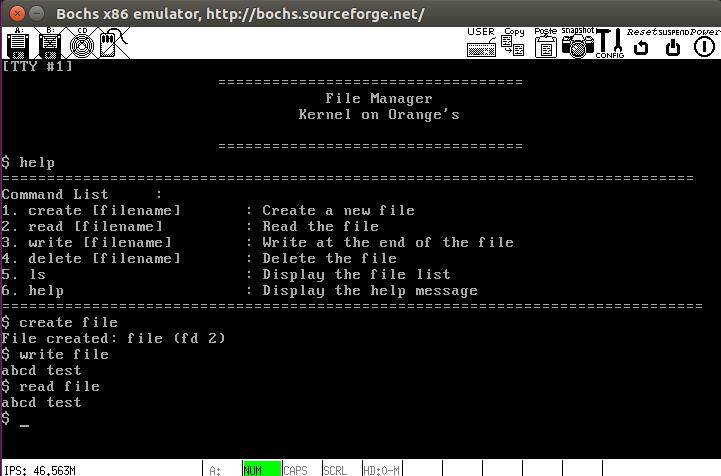 Bochs x86 emulator, http://bochs.sourceforge.net/
A: B: CD USER Copy Paste Snapshot CONFIG Reset SUSPEND Power
[TTY #1]
==================================
File Manager
Kernel on Orange's
==================================
$ help
=============================================================================
Command List     :
1. create [filename]       : Create a new file
2. read [filename]         : Read the file
3. write [filename]        : Write at the end of the file
4. delete [filename]       : Delete the file
5. ls                      : Display the file list
6. help                    : Display the help message
==============================================================================
$ create file
File created: file (fd 2)
$ write file
abcd test
$ read file
abcd test
$ _
IPS: 46.563M A: NUM CAPS SCRL HD:0-M